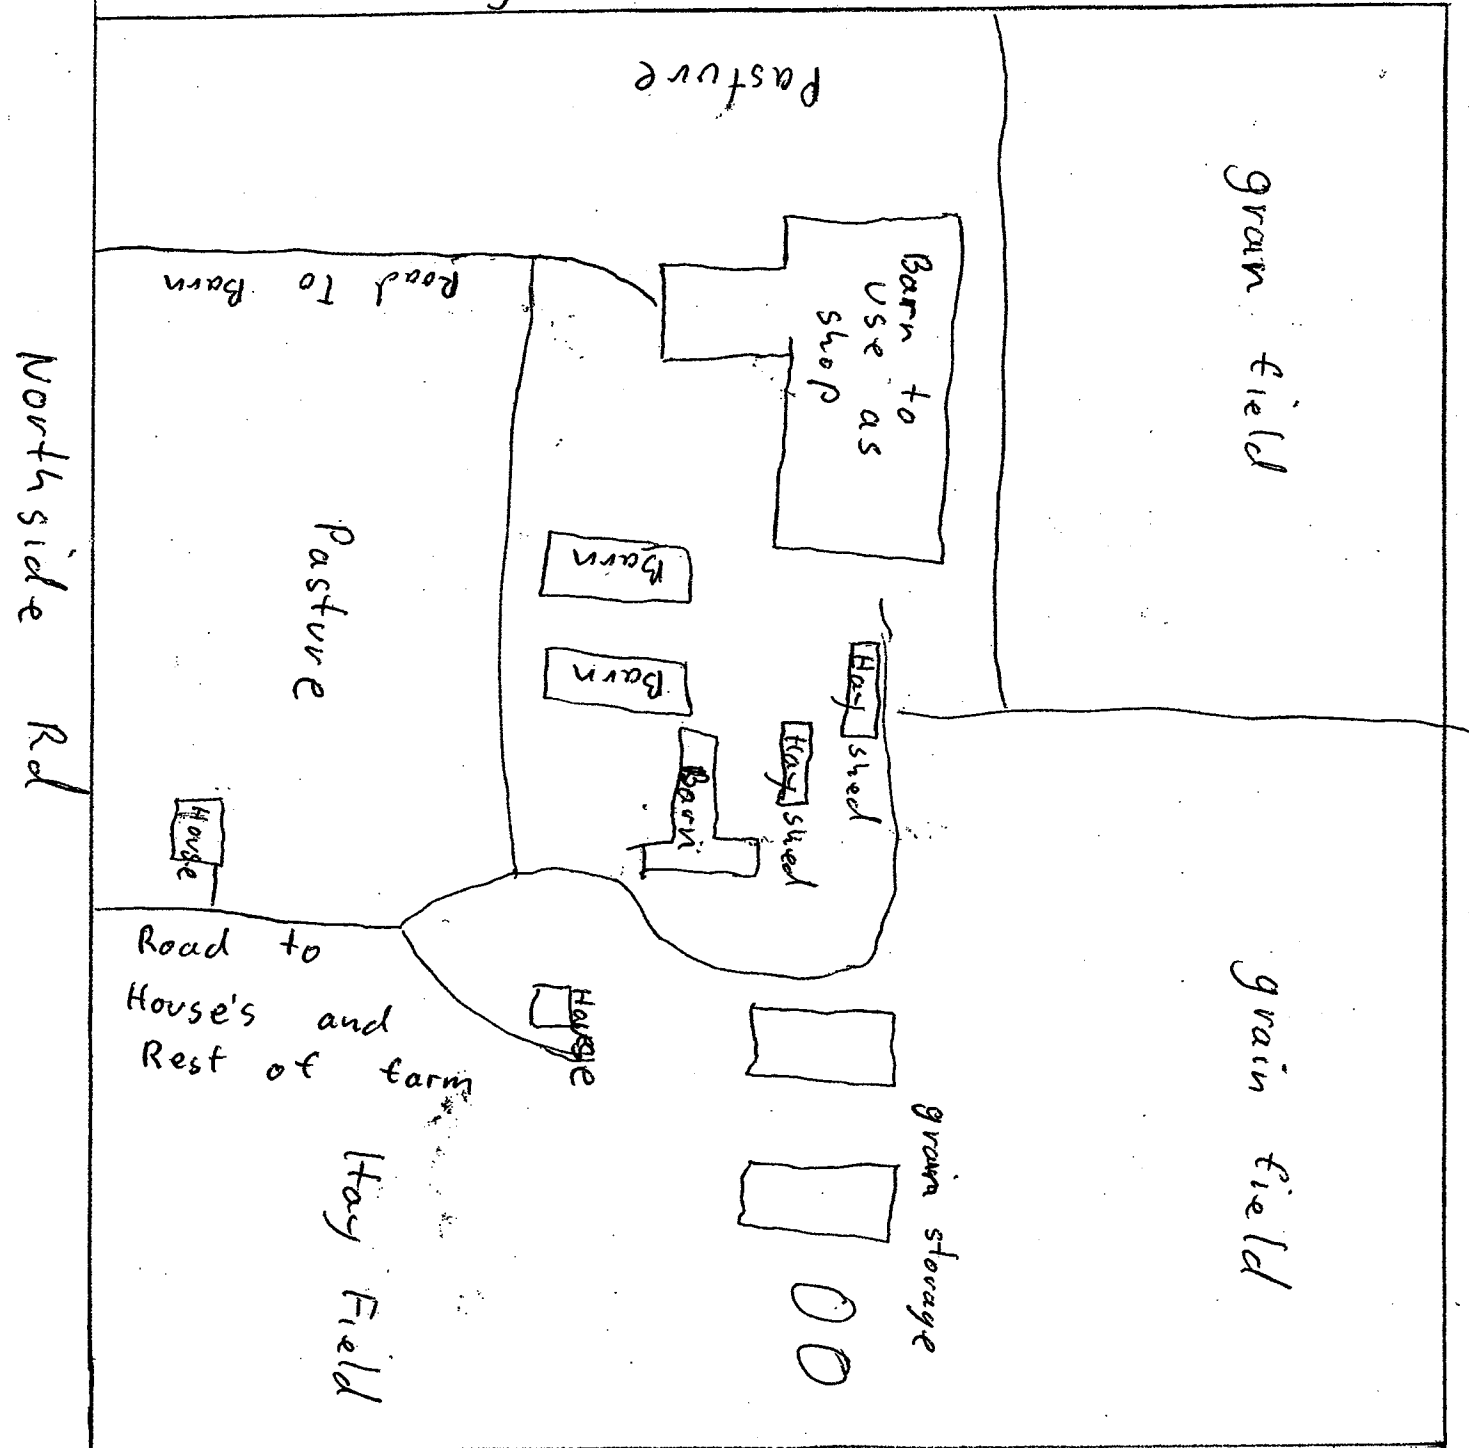 Pasture
grain field
Barn to
use as
shop
Road To Barn
Northside Rd
Pasture
Barn
Barn
Barn
Hay shed
Hay shed
House
Road to
House's and
Rest of farm
House
grain storage
grain field
Hay Field